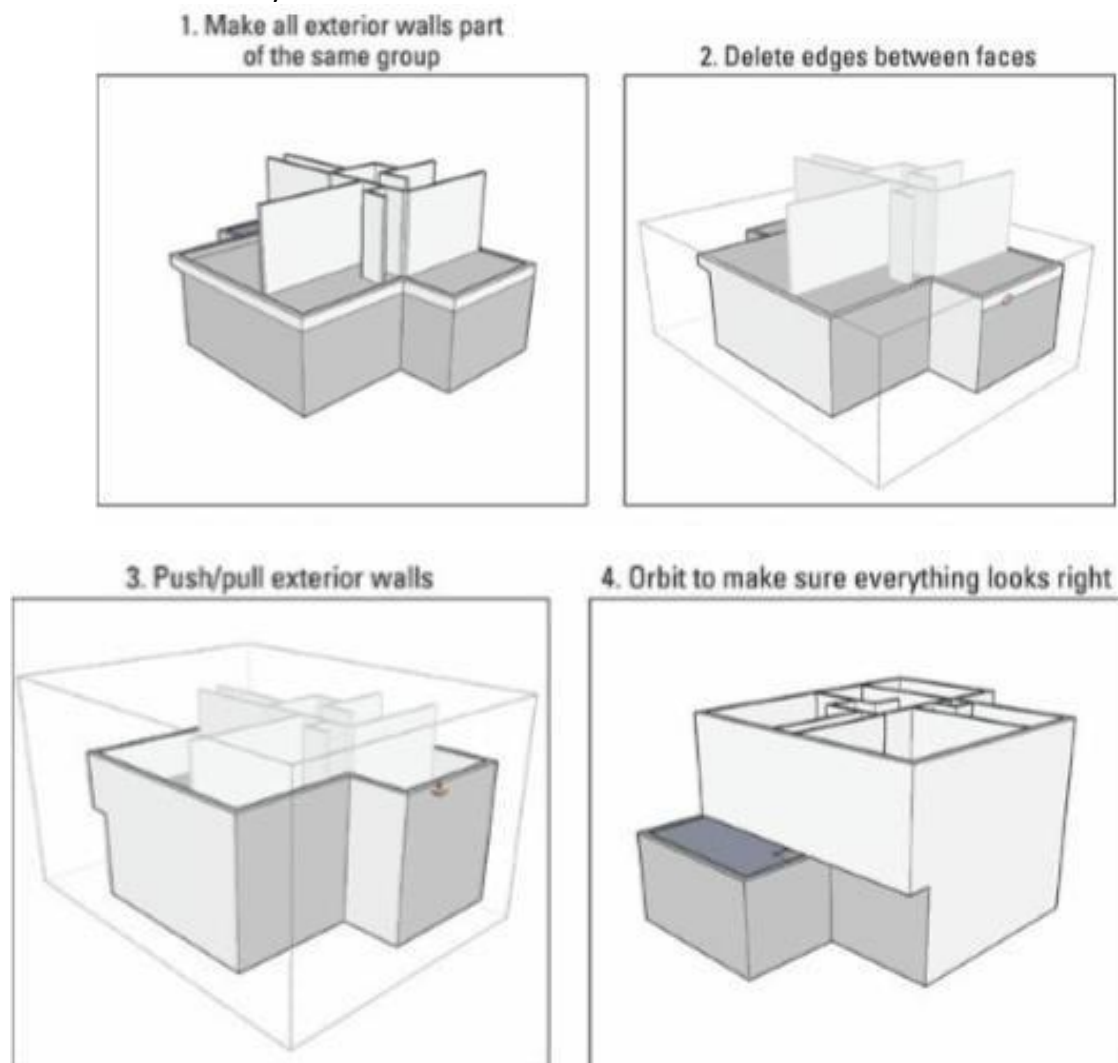 1. Make all exterior walls part
of the same group
2. Delete edges between faces
3. Push/pull exterior walls
4. Orbit to make sure everything looks right